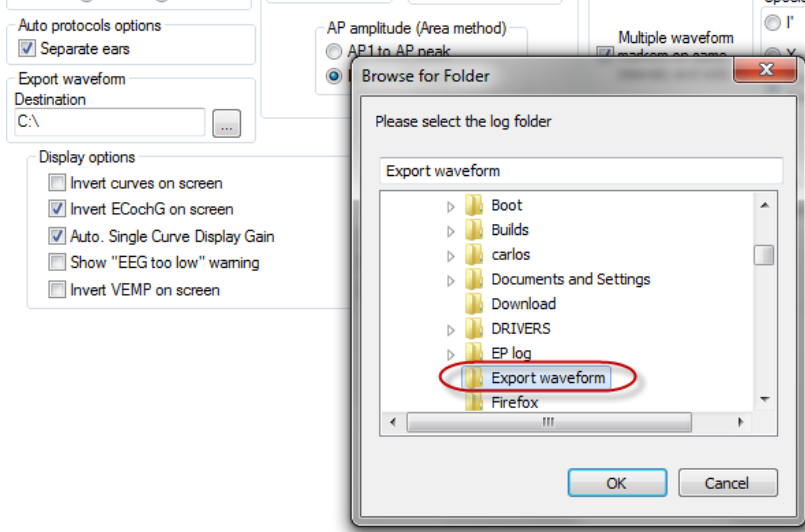 Auto protocols options
Separate ears
Export waveform
Destination
C:\
...
Display options
Invert curves on screen
Invert ECochG on screen
Auto. Single Curve Display Gain
Show "EEG too low" warning
Invert VEMP on screen
AP amplitude (Area method)
AP1 to AP peak
Multiple waveform
I'
Browse for Folder
Please select the log folder
Export waveform
Boot
Builds
carlos
Documents and Settings
Download
DRIVERS
EP log
Export waveform
Firefox
OK
Cancel